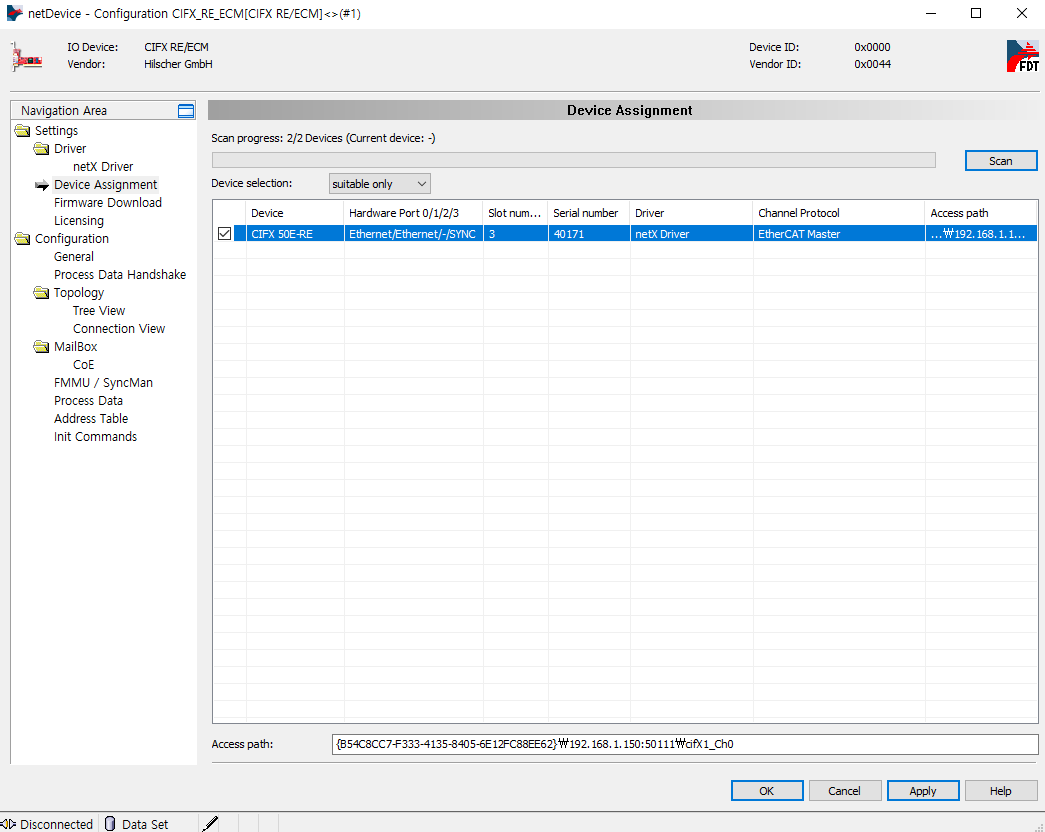 netDevice - Configuration CIFX_RE_ECM[CIFX RE/ECM]<>(#1)
IO Device: CIFX RE/ECM Device ID: 0x0000
Vendor: Hilscher GmbH Vendor ID: 0x0044
FDT
Navigation Area
Settings
Driver
netX Driver
Device Assignment
Firmware Download
Licensing
Configuration
General
Process Data Handshake
Topology
Tree View
Connection View
MailBox
CoE
FMMU / SyncMan
Process Data
Address Table
Init Commands
Device Assignment
Scan progress: 2/2 Devices (Current device: -)
Scan
Device selection: suitable only
Device Hardware Port 0/1/2/3 Slot num... Serial number Driver Channel Protocol Access path
CIFX 50E-RE Ethernet/Ethernet/-/SYNC 3 40171 netX Driver EtherCAT Master ...₩192.168.1.1...
Access path: {B54C8CC7-F333-4135-8405-6E12FC88EE62}₩192.168.1.150:50111₩cifX1_Ch0
OK Cancel Apply Help
Disconnected Data Set